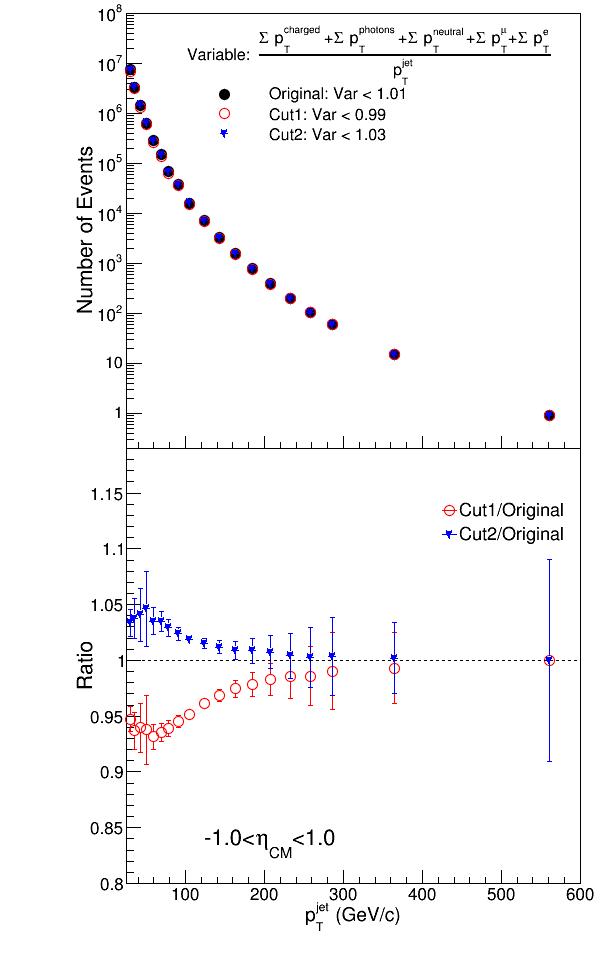 Variable: Σ p_T^charged +Σ p_T^photons +Σ p_T^neutral +Σ p_T^μ +Σ p_T^e
p_T^jet
Original: Var < 1.01
Cut1: Var < 0.99
Cut2: Var < 1.03
Number of Events
10^8
10^7
10^6
10^5
10^4
10^3
10^2
10
1
Cut1/Original
Cut2/Original
Ratio
1.15
1.1
1.05
1
0.95
0.9
0.85
0.8
-1.0<η_CM<1.0
100 200 300 400 500 600
p_T^jet (GeV/c)